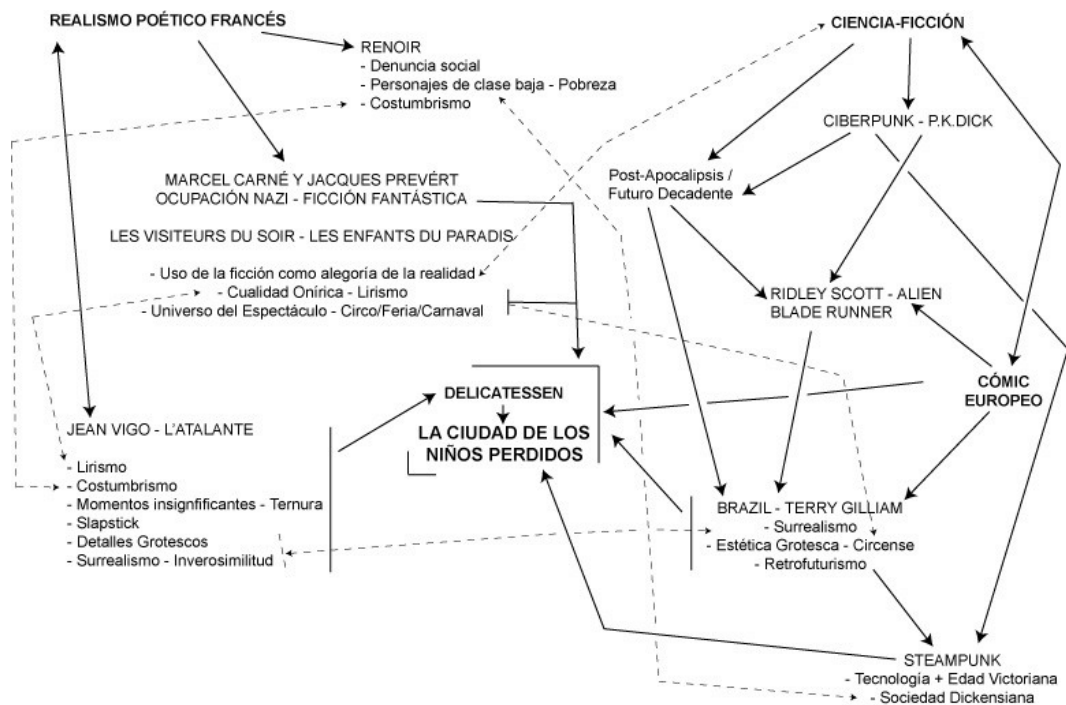 REALISMO POÉTICO FRANCÉS
RENOIR
- Denuncia social
- Personajes de clase baja - Pobreza
- Costumbrismo
MARCEL CARNÉ Y JACQUES PREVÉRT
OCUPACIÓN NAZI - FICCIÓN FANTÁSTICA
LES VISITEURS DU SOIR - LES ENFANTS DU PARADIS
- Uso de la ficción como alegoría de la realidad
- Cualidad Onírica - Lirismo
- Universo del Espectáculo - Circo/Feria/Carnaval
JEAN VIGO - L'ATALANTE
- Lirismo
- Costumbrismo
- Momentos insignficantes - Ternura
- Slapstick
- Detalles Grotescos
- Surrealismo - Inverosimilitud
DELICATESSEN
LA CIUDAD DE LOS
NIÑOS PERDIDOS
CIENCIA-FICCIÓN
CIBERPUNK - P.K.DICK
Post-Apocalipsis /
Futuro Decadente
RIDLEY SCOTT - ALIEN
BLADE RUNNER
CÓMIC
EUROPEO
BRAZIL - TERRY GILLIAM
- Surrealismo
- Estética Grotesca - Circense
- Retrofuturismo
STEAMPUNK
- Tecnología + Edad Victoriana
- Sociedad Dickensiana